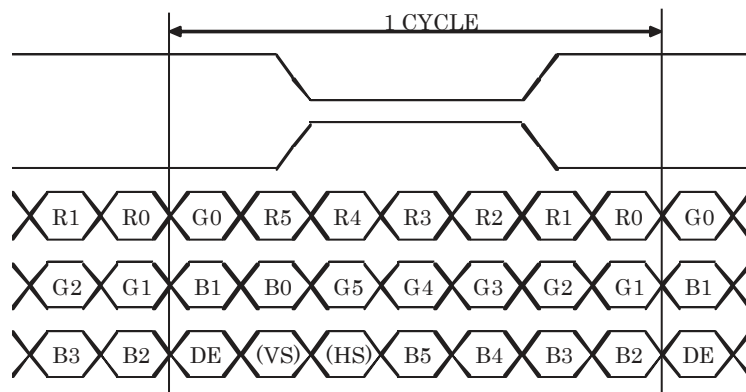 1 CYCLE
R1 R0 G0 R5 R4 R3 R2 R1 R0 G0
G2 G1 B1 B0 G5 G4 G3 G2 G1 B1
B3 B2 DE (VS) (HS) B5 B4 B3 B2 DE